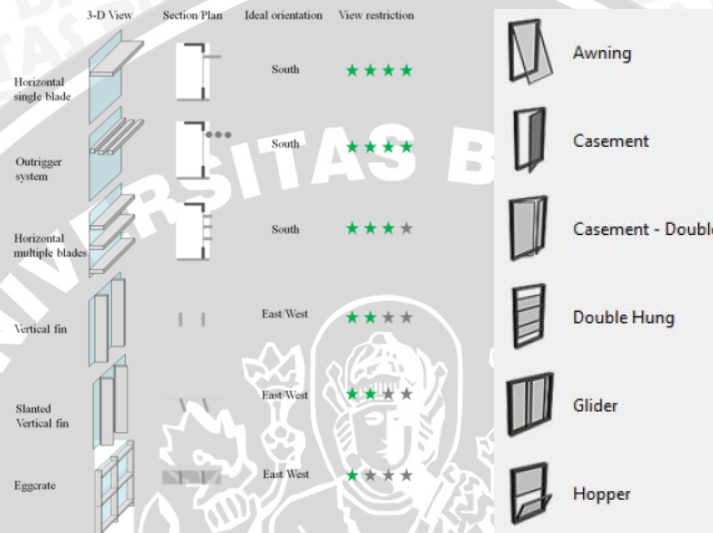 3-D View Section/Plan Ideal orientation View restriction
Horizontal
single blade
South
Outrigger
system
South
Horizontal
multiple blades
South
Vertical fin
East/West
Slanted
Vertical fin
East/West
Eggcrate
East/West
Awning
Casement
Casement - Double
Double Hung
Glider
Hopper
UNIVERSITAS B